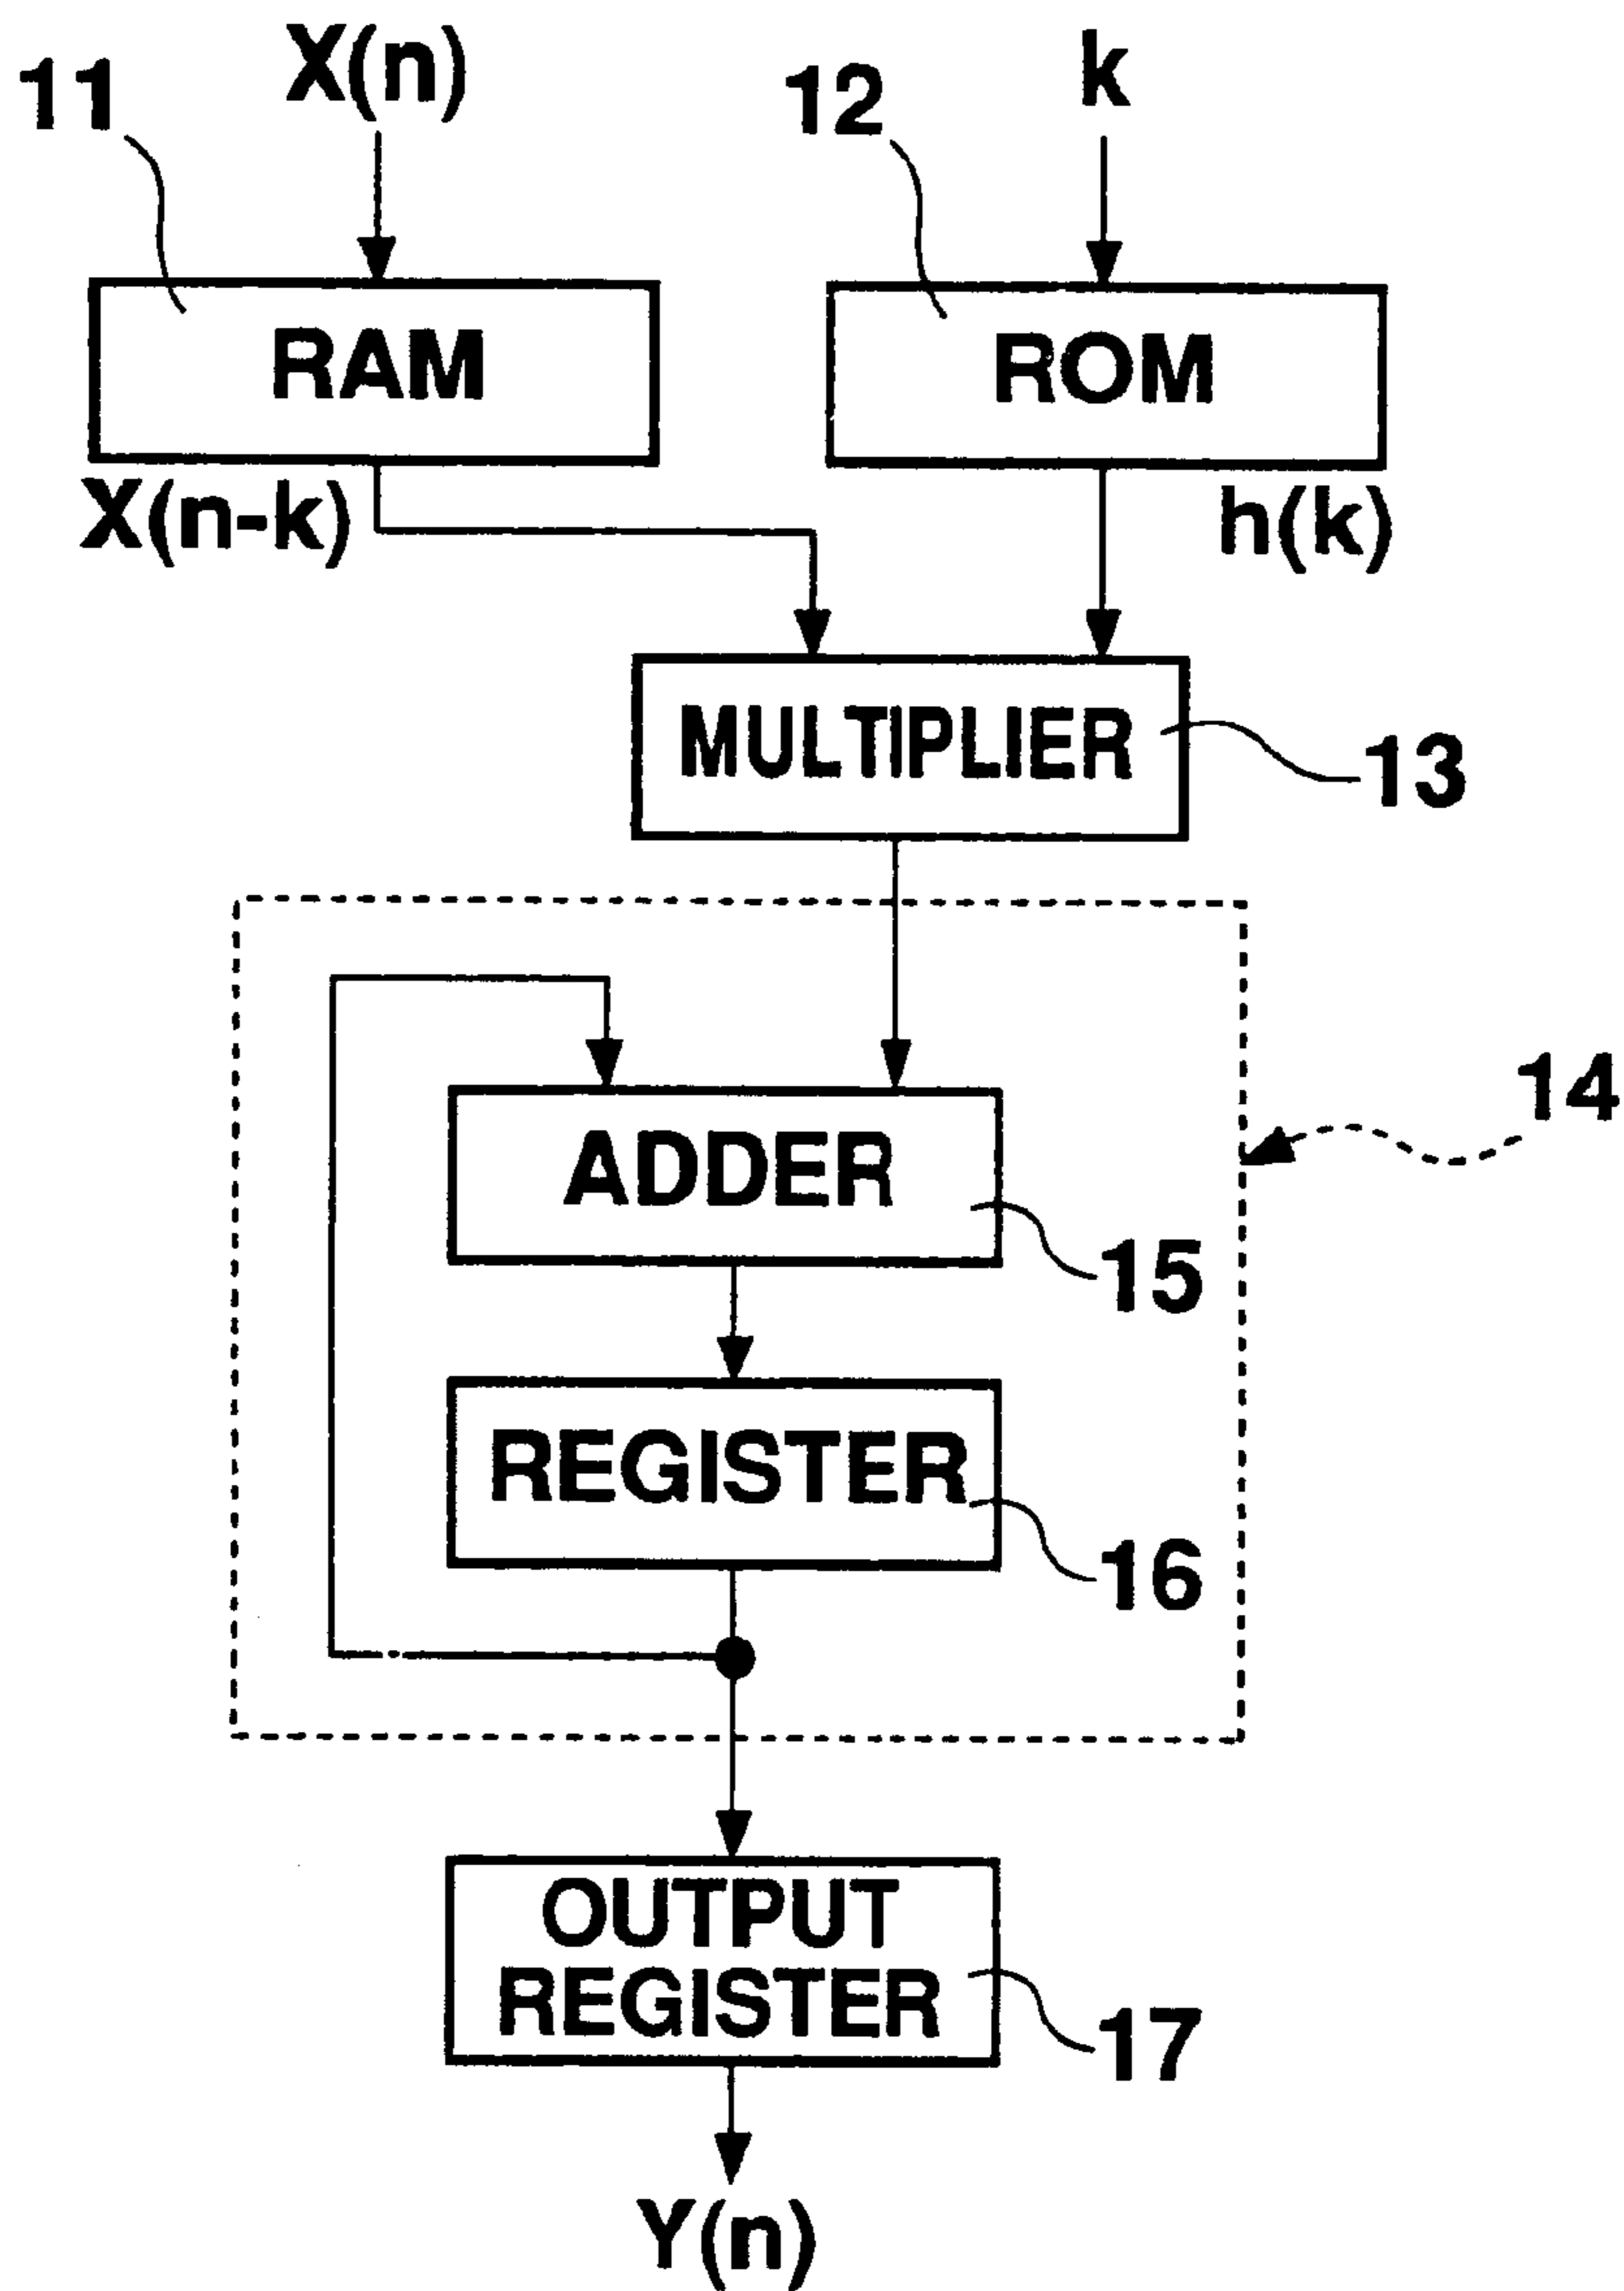 11
X(n)
12
k
RAM
ROM
X(n-k)
h(k)
MULTIPLIER
13
14
ADDER
15
REGISTER
16
OUTPUT
REGISTER
17
Y(n)